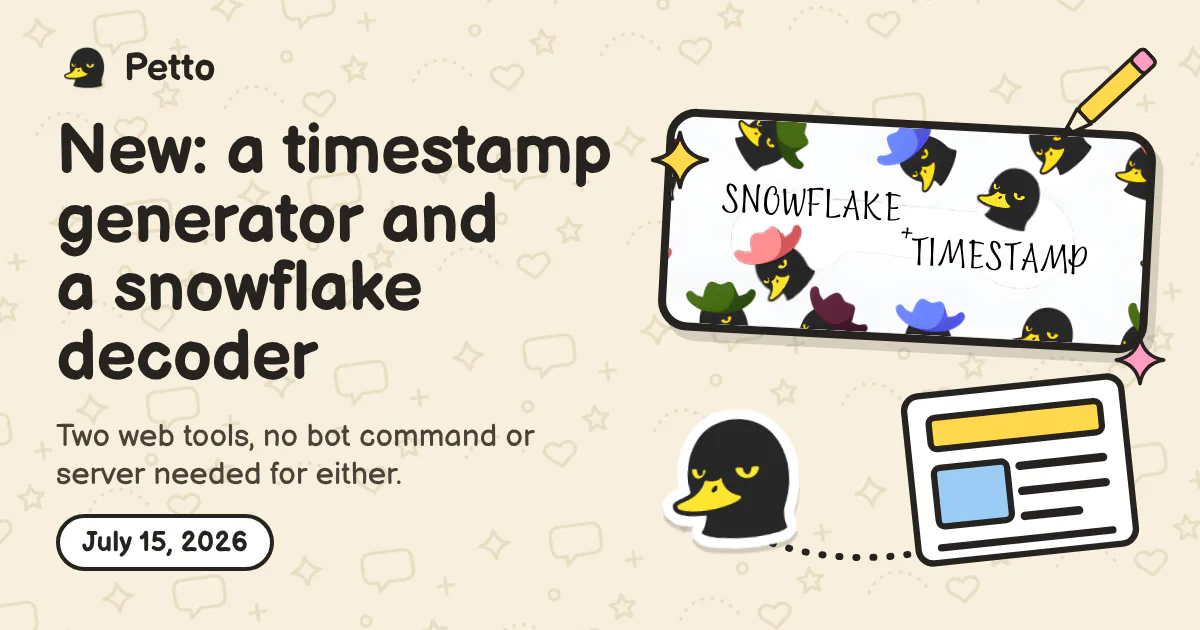 Petto
New: a timestamp
generator and
a snowflake
decoder
Two web tools, no bot command or
server needed for either.
July 15, 2026
SNOWFLAKE
+
TIMESTAMP